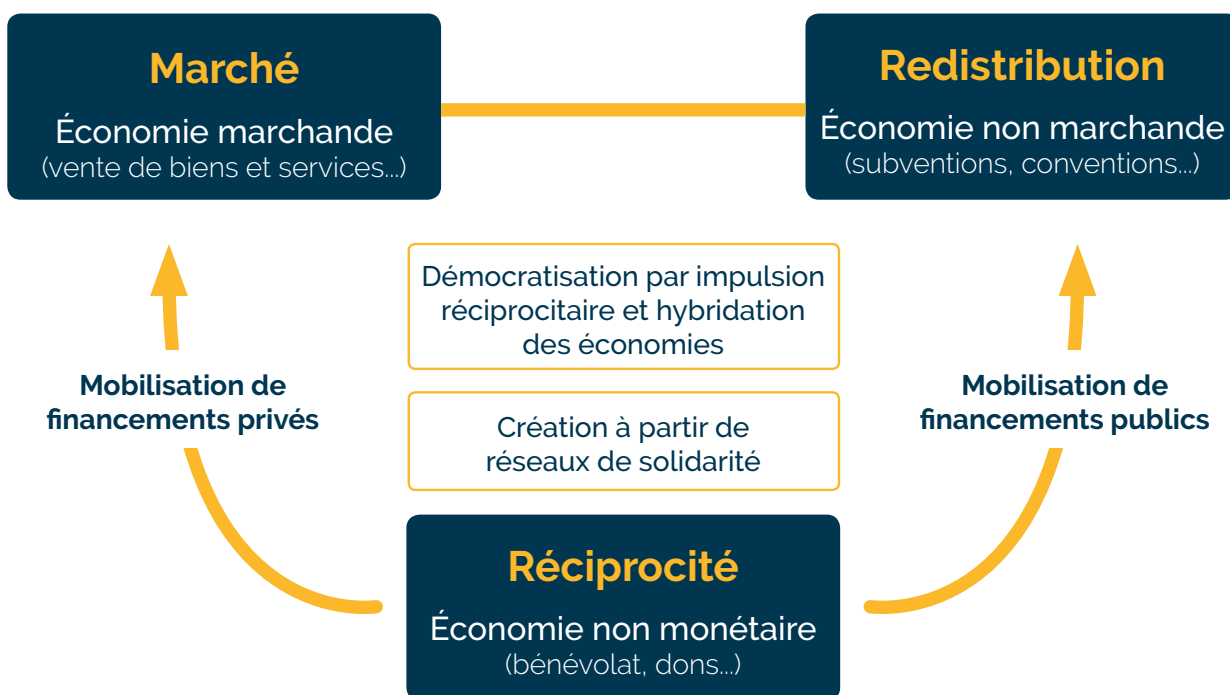 Marché
Économie marchande
(vente de biens et services...)
Redistribution
Économie non marchande
(subventions, conventions...)
Démocratisation par impulsion
réciprocitaire et hybridation
des économies
Mobilisation de
financements privés
Mobilisation de
financements publics
Création à partir de
réseaux de solidarité
Réciprocité
Économie non monétaire
(bénévolat, dons...)